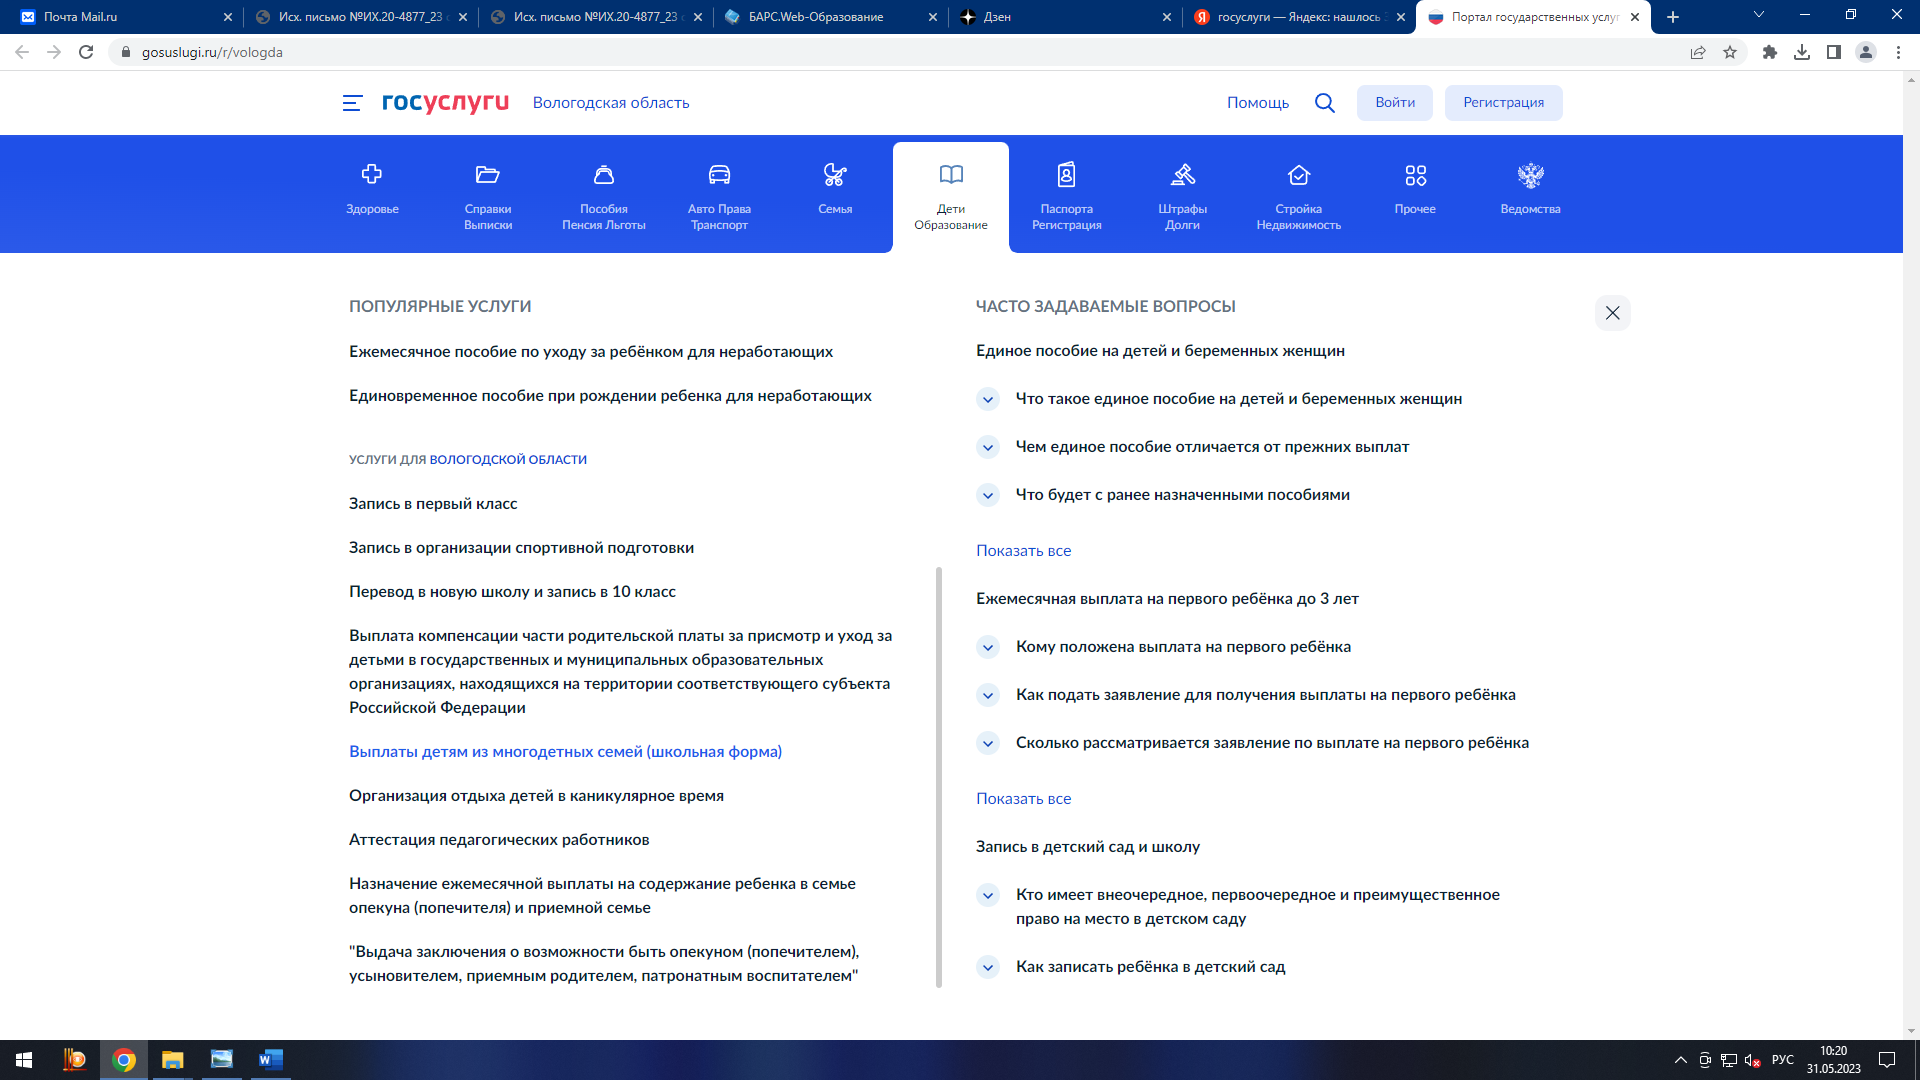 Почта Mail.ru
Исх. письмо №ИХ.20-4877_23
Исх. письмо №ИХ.20-4877_23
БАРС.Web-Образование
Дзен
госуслуги — Яндекс: нашлось
Портал государственных услуг
gosuslugi.ru/r/vologda
госуслуги
Вологодская область
Помощь
Войти
Регистрация
Здоровье
Справки
Выписки
Пособия
Пенсия Льготы
Авто Права
Транспорт
Семья
Дети
Образование
Паспорта
Регистрация
Штрафы
Долги
Стройка
Недвижимость
Прочее
Ведомства
ПОПУЛЯРНЫЕ УСЛУГИ
Ежемесячное пособие по уходу за ребёнком для неработающих
Единовременное пособие при рождении ребенка для неработающих
УСЛУГИ ДЛЯ ВОЛОГОДСКОЙ ОБЛАСТИ
Запись в первый класс
Запись в организации спортивной подготовки
Перевод в новую школу и запись в 10 класс
Выплата компенсации части родительской платы за присмотр и уход за
детьми в государственных и муниципальных образовательных
организациях, находящихся на территории соответствующего субъекта
Российской Федерации
Выплаты детям из многодетных семей (школьная форма)
Организация отдыха детей в каникулярное время
Аттестация педагогических работников
Назначение ежемесячной выплаты на содержание ребенка в семье
опекуна (попечителя) и приемной семье
"Выдача заключения о возможности быть опекуном (попечителем),
усыновителем, приемным родителем, патронатным воспитателем"
ЧАСТО ЗАДАВАЕМЫЕ ВОПРОСЫ
Единое пособие на детей и беременных женщин
Что такое единое пособие на детей и беременных женщин
Чем единое пособие отличается от прежних выплат
Что будет с ранее назначенными пособиями
Показать все
Ежемесячная выплата на первого ребёнка до 3 лет
Кому положена выплата на первого ребёнка
Как подать заявление для получения выплаты на первого ребёнка
Сколько рассматривается заявление по выплате на первого ребёнка
Показать все
Запись в детский сад и школу
Кто имеет внеочередное, первоочередное и преимущественное
право на место в детском саду
Как записать ребёнка в детский сад
РУС
10:20
31.05.2023